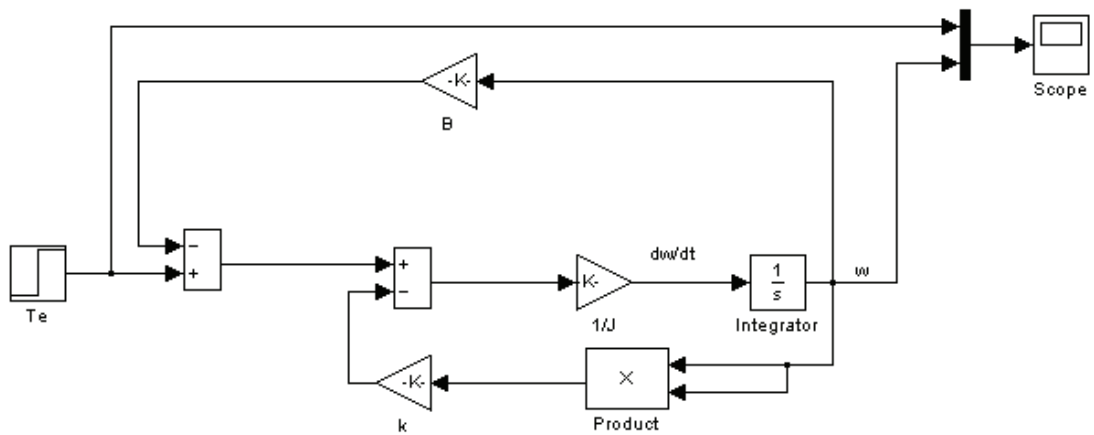 Scope
-K-
B
−
+
Te
+
−
K-
1/J
dw/dt
1
s
Integrator
w
-K-
k
×
Product